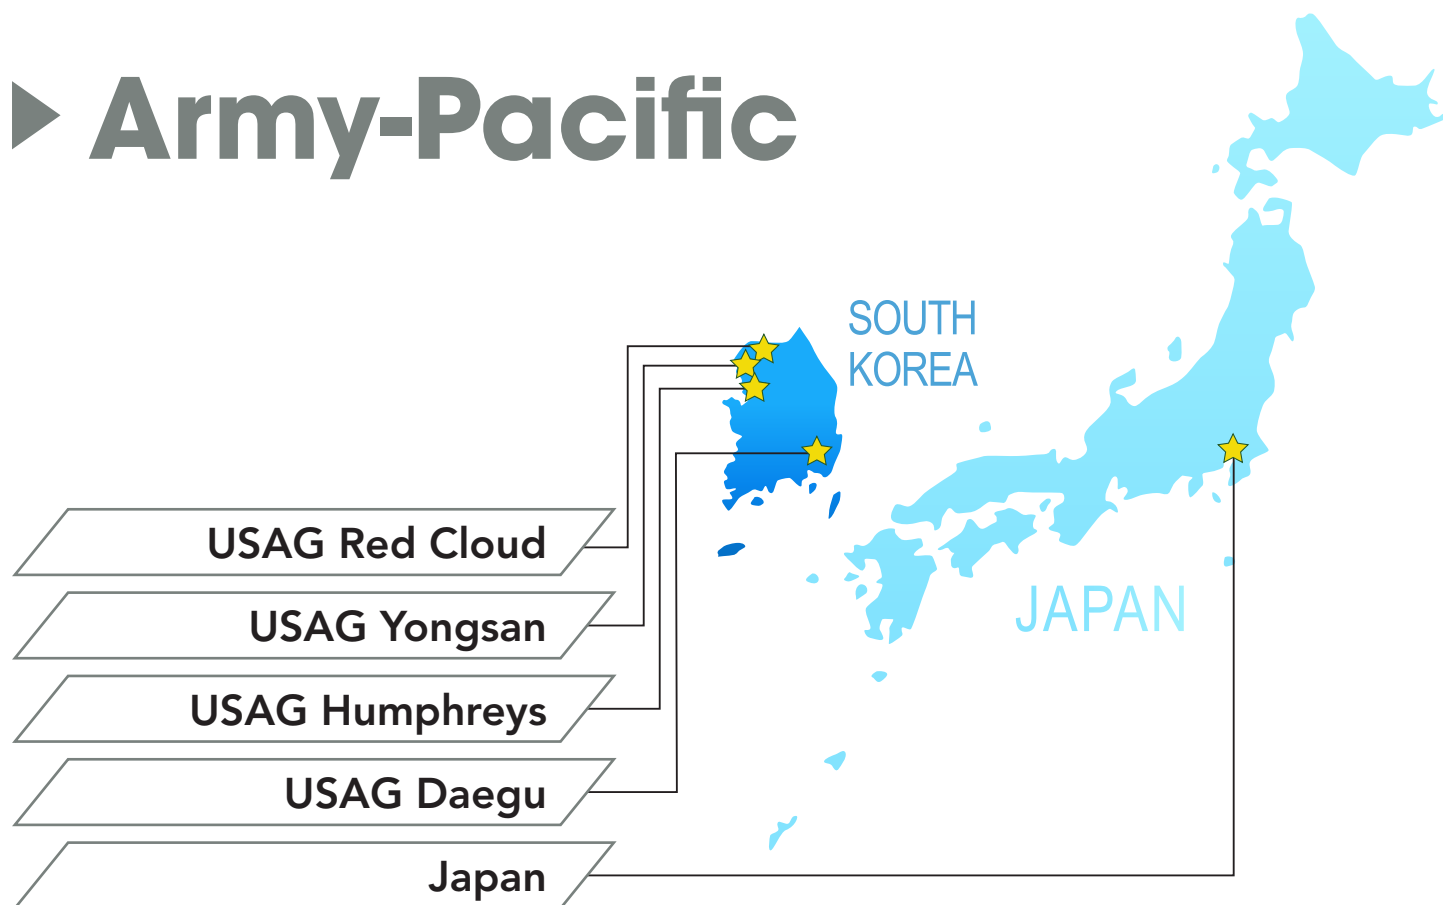 Army-Pacific
SOUTH
KOREA
USAG Red Cloud
USAG Yongsan
JAPAN
USAG Humphreys
USAG Daegu
Japan